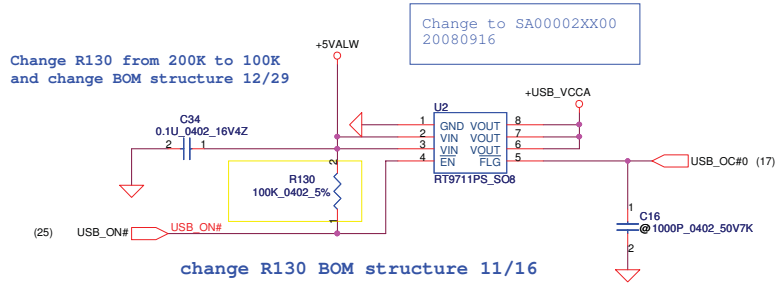 Change to SA00002XX00
20080916
+5VALW
Change R130 from 200K to 100K
and change BOM structure 12/29
+USB_VCCA
U2
C34
0.1U_0402_16V4Z
1 GND VOUT 8
2 VIN VOUT 7
3 VIN VOUT 6
4 EN FLG 5
2 1
USB_OC#0 (17)
RT9711PS_SO8
2
R130
100K_0402_5%
1
1
C16
@ 1000P_0402_50V7K
2
(25) USB_ON# USB_ON#
change R130 BOM structure 11/16